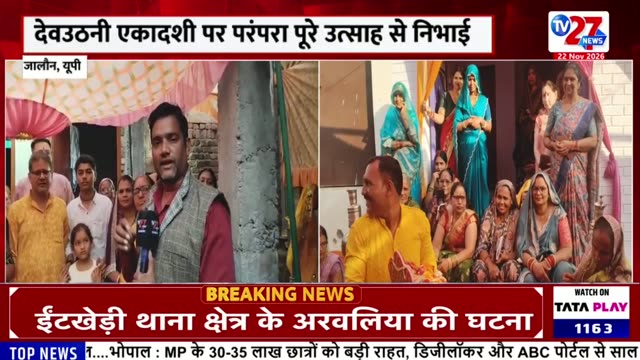 देवउठनी एकादशी पर परंपरा पूरे उत्साह से निभाई
TV
27
NEWS
22 Nov 2026
जालौन, यूपी
BREAKING NEWS
ईंटखेड़ी थाना क्षेत्र के अरवलिया की घटना
WATCH ON
TATA PLAY
1163
TOP NEWS
....भोपाल : MP के 30-35 लाख छात्रों को बड़ी राहत, डिजीलॉकर और ABC पोर्टल से